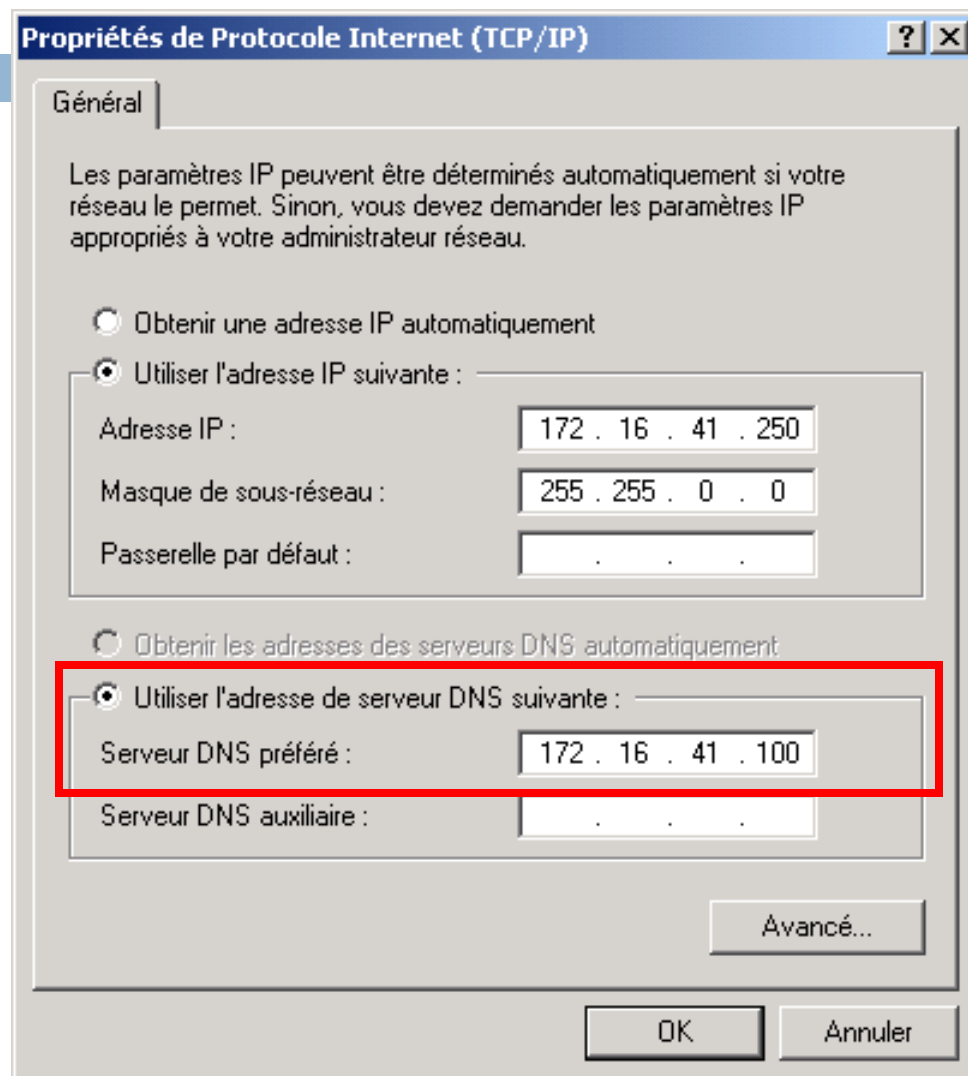 Propriétés de Protocole Internet (TCP/IP)
Général
Les paramètres IP peuvent être déterminés automatiquement si votre
réseau le permet. Sinon, vous devez demander les paramètres IP
appropriés à votre administrateur réseau.
Obtenir une adresse IP automatiquement
Utiliser l'adresse IP suivante :
Adresse IP : 172 . 16 . 41 . 250
Masque de sous-réseau : 255 . 255 . 0 . 0
Passerelle par défaut : . . .
Obtenir les adresses des serveurs DNS automatiquement
Utiliser l'adresse de serveur DNS suivante :
Serveur DNS préféré : 172 . 16 . 41 . 100
Serveur DNS auxiliaire : . . .
Avancé...
OK Annuler